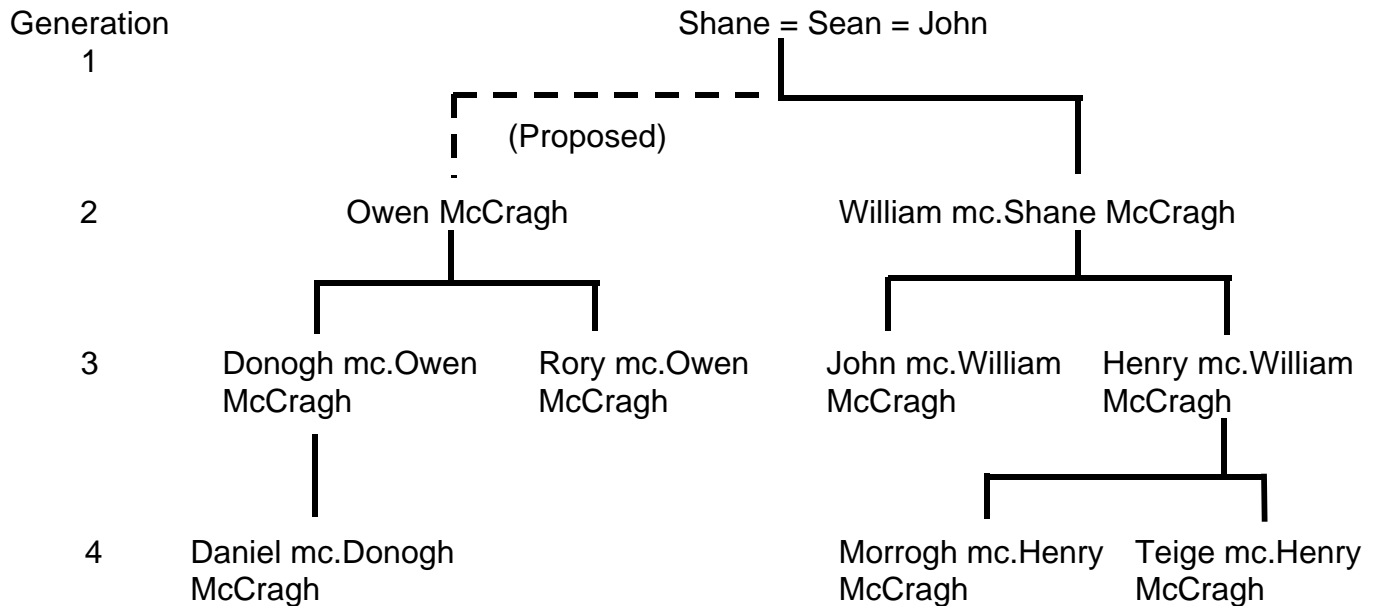 Generation Shane = Sean = John
1
(Proposed)
2 Owen McCragh William mc.Shane McCragh
3 Donogh mc.Owen Rory mc.Owen John mc.William Henry mc.William
McCragh McCragh McCragh McCragh
4 Daniel mc.Donogh Morrogh mc.Henry Teige mc.Henry
McCragh McCragh McCragh